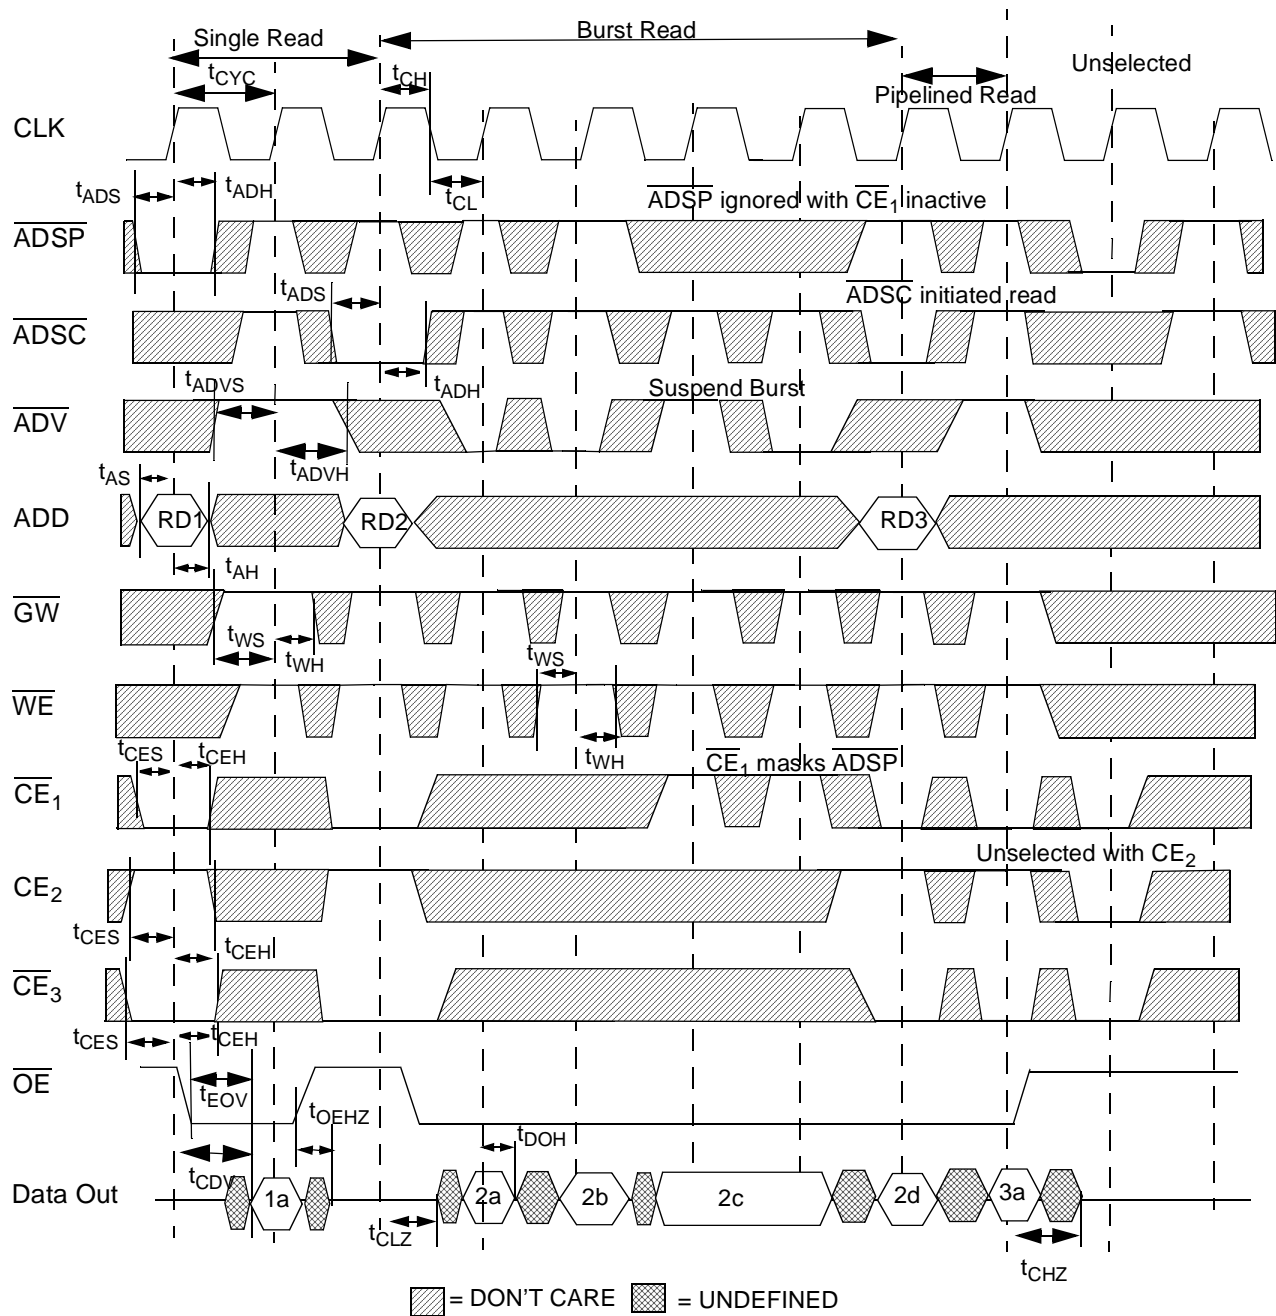 Single Read
Burst Read
Unselected
tCYC
tCH
Pipelined Read
CLK
tADS
tADH
tCL
ADSP ignored with CE1 inactive
ADSP
tADS
ADSC initiated read
ADSC
tADVS
tADH
Suspend Burst
ADV
tADVH
tAS
ADD
RD1
RD2
RD3
tAH
GW
tWS
tWH
tWS
WE
tCES
tCEH
tWH
CE1 masks ADSP
CE1
Unselected with CE2
CE2
tCES
tCEH
CE3
tCES
tCEH
OE
tEOV
tOEHZ
tDOH
tCDV
Data Out
1a
2a
2b
2c
2d
3a
tCLZ
tCHZ
= DON'T CARE
= UNDEFINED